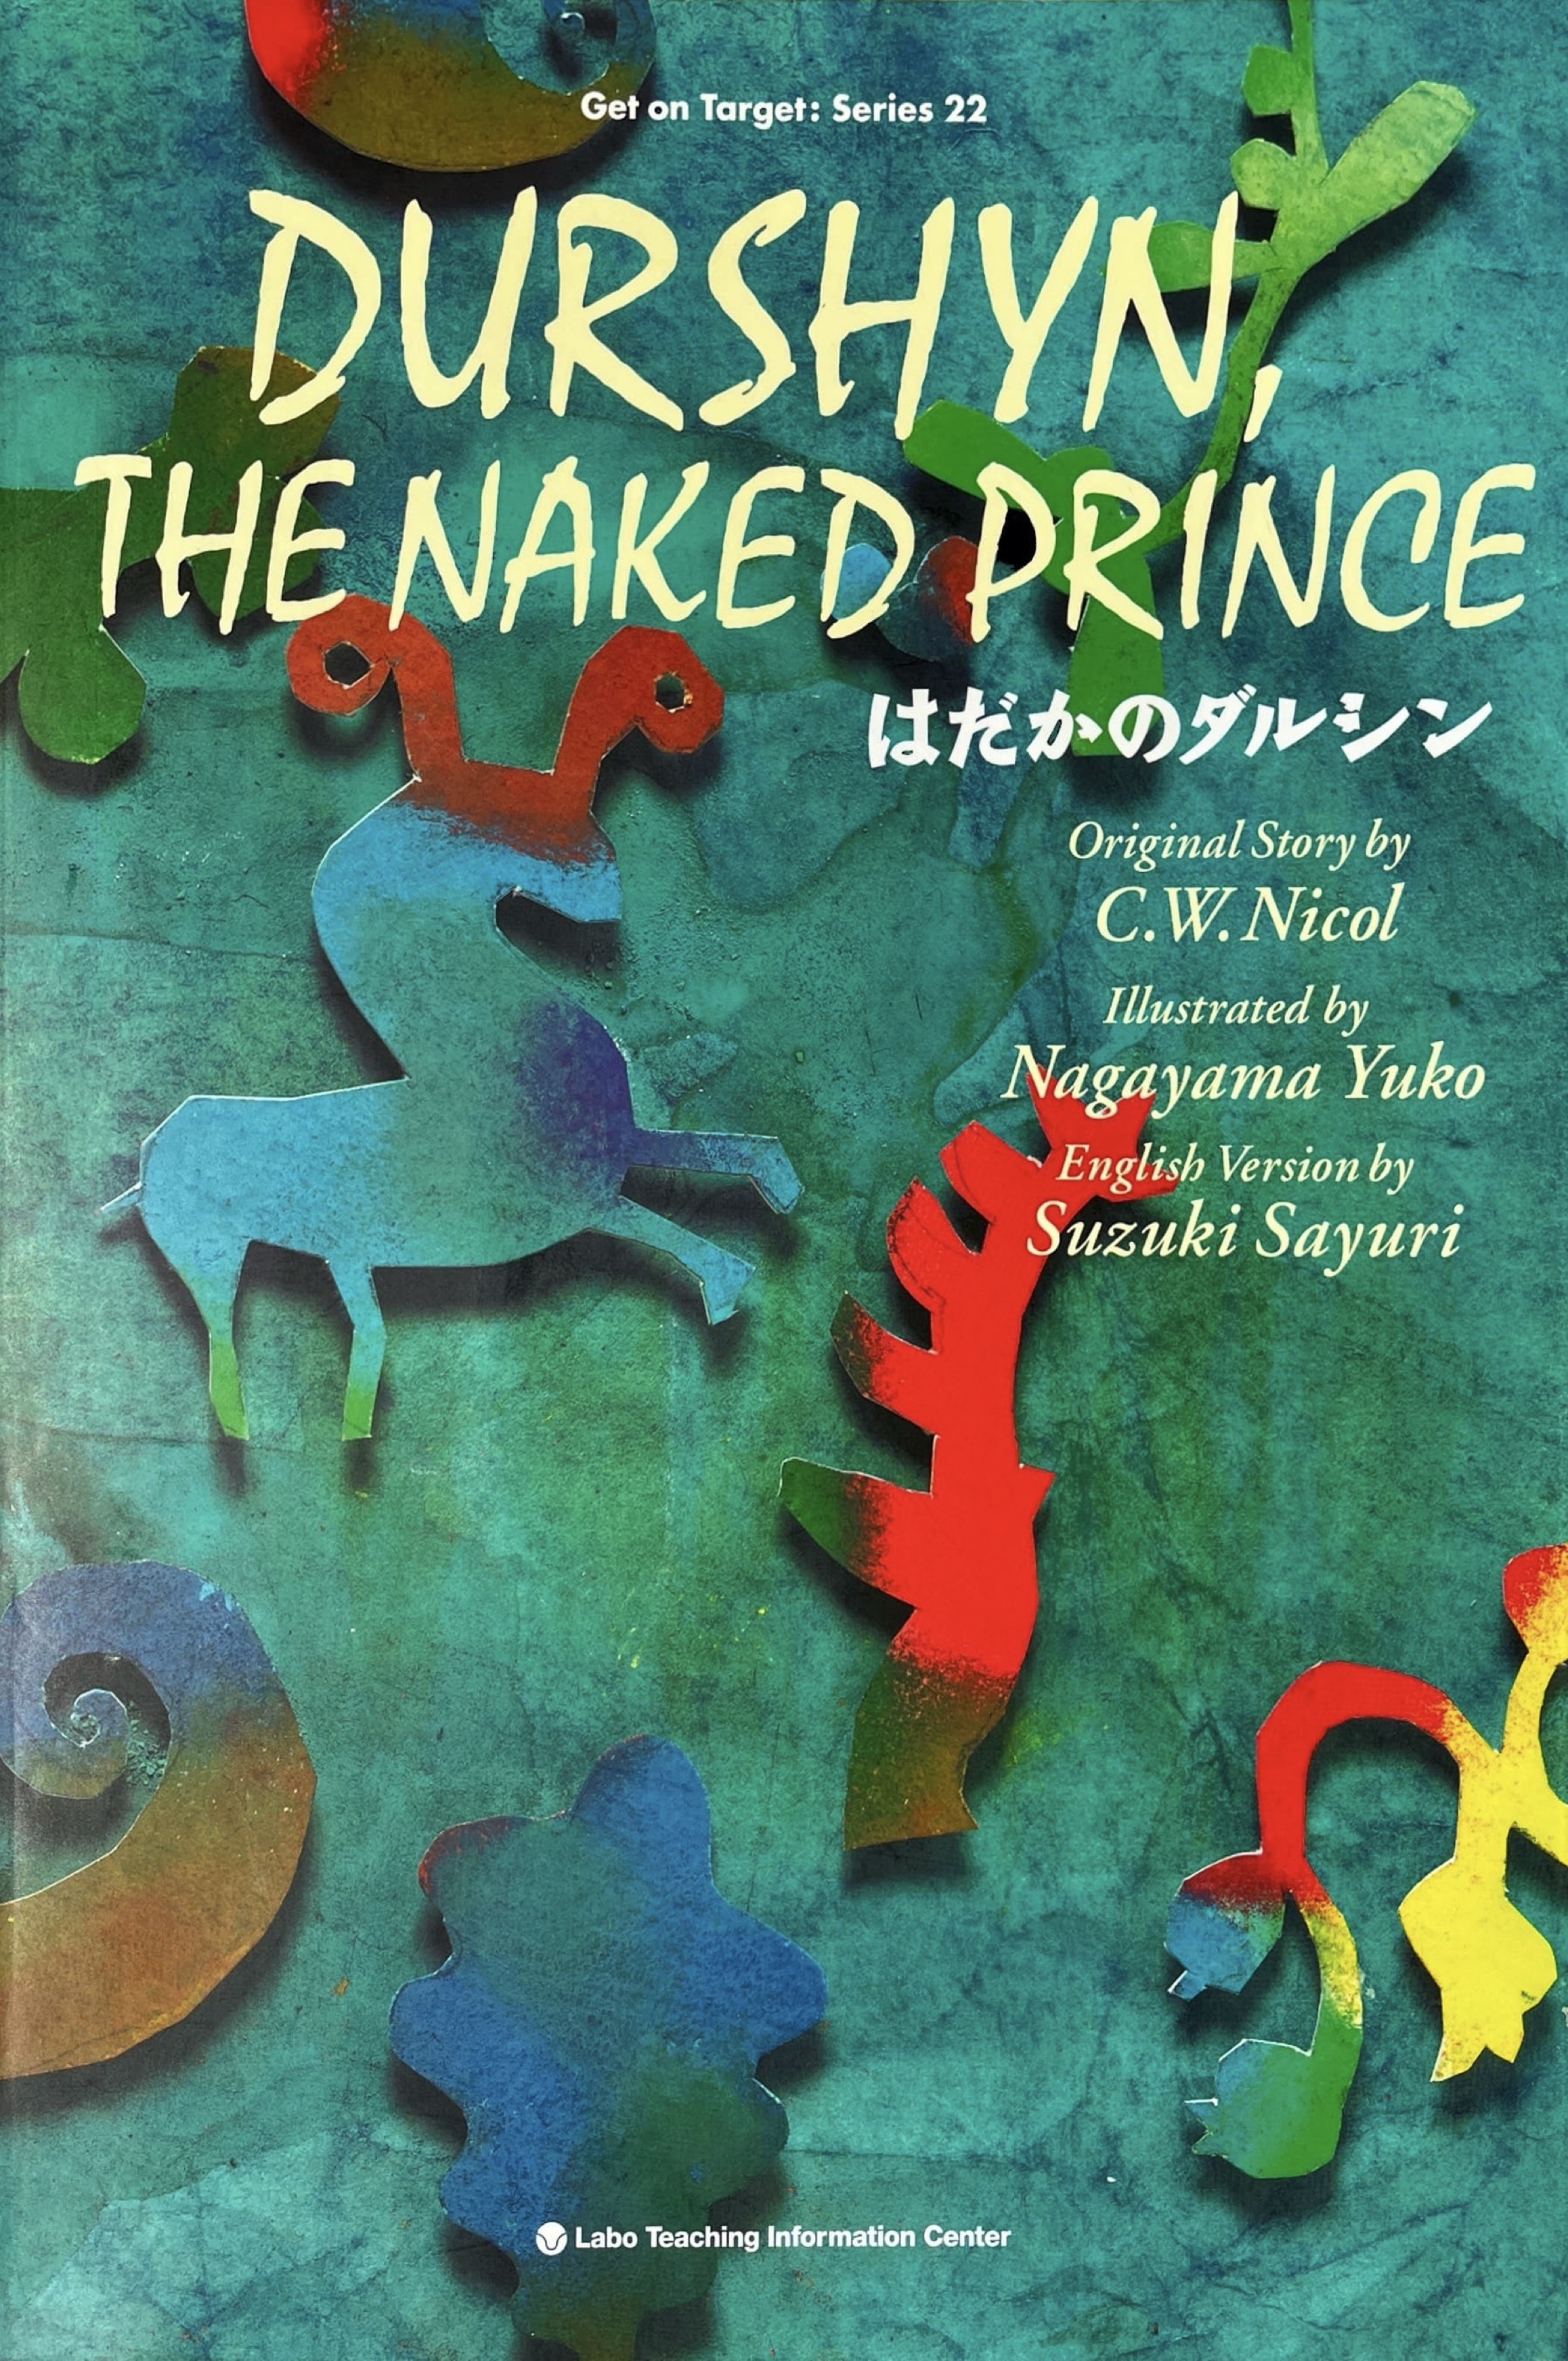 Get on Target: Series 22
DURSHYN,
THE NAKED PRINCE
はだかのダルシン
Original Story by
C.W. Nicol
Illustrated by
Nagayama Yuko
English Version by
Suzuki Sayuri
Labo Teaching Information Center